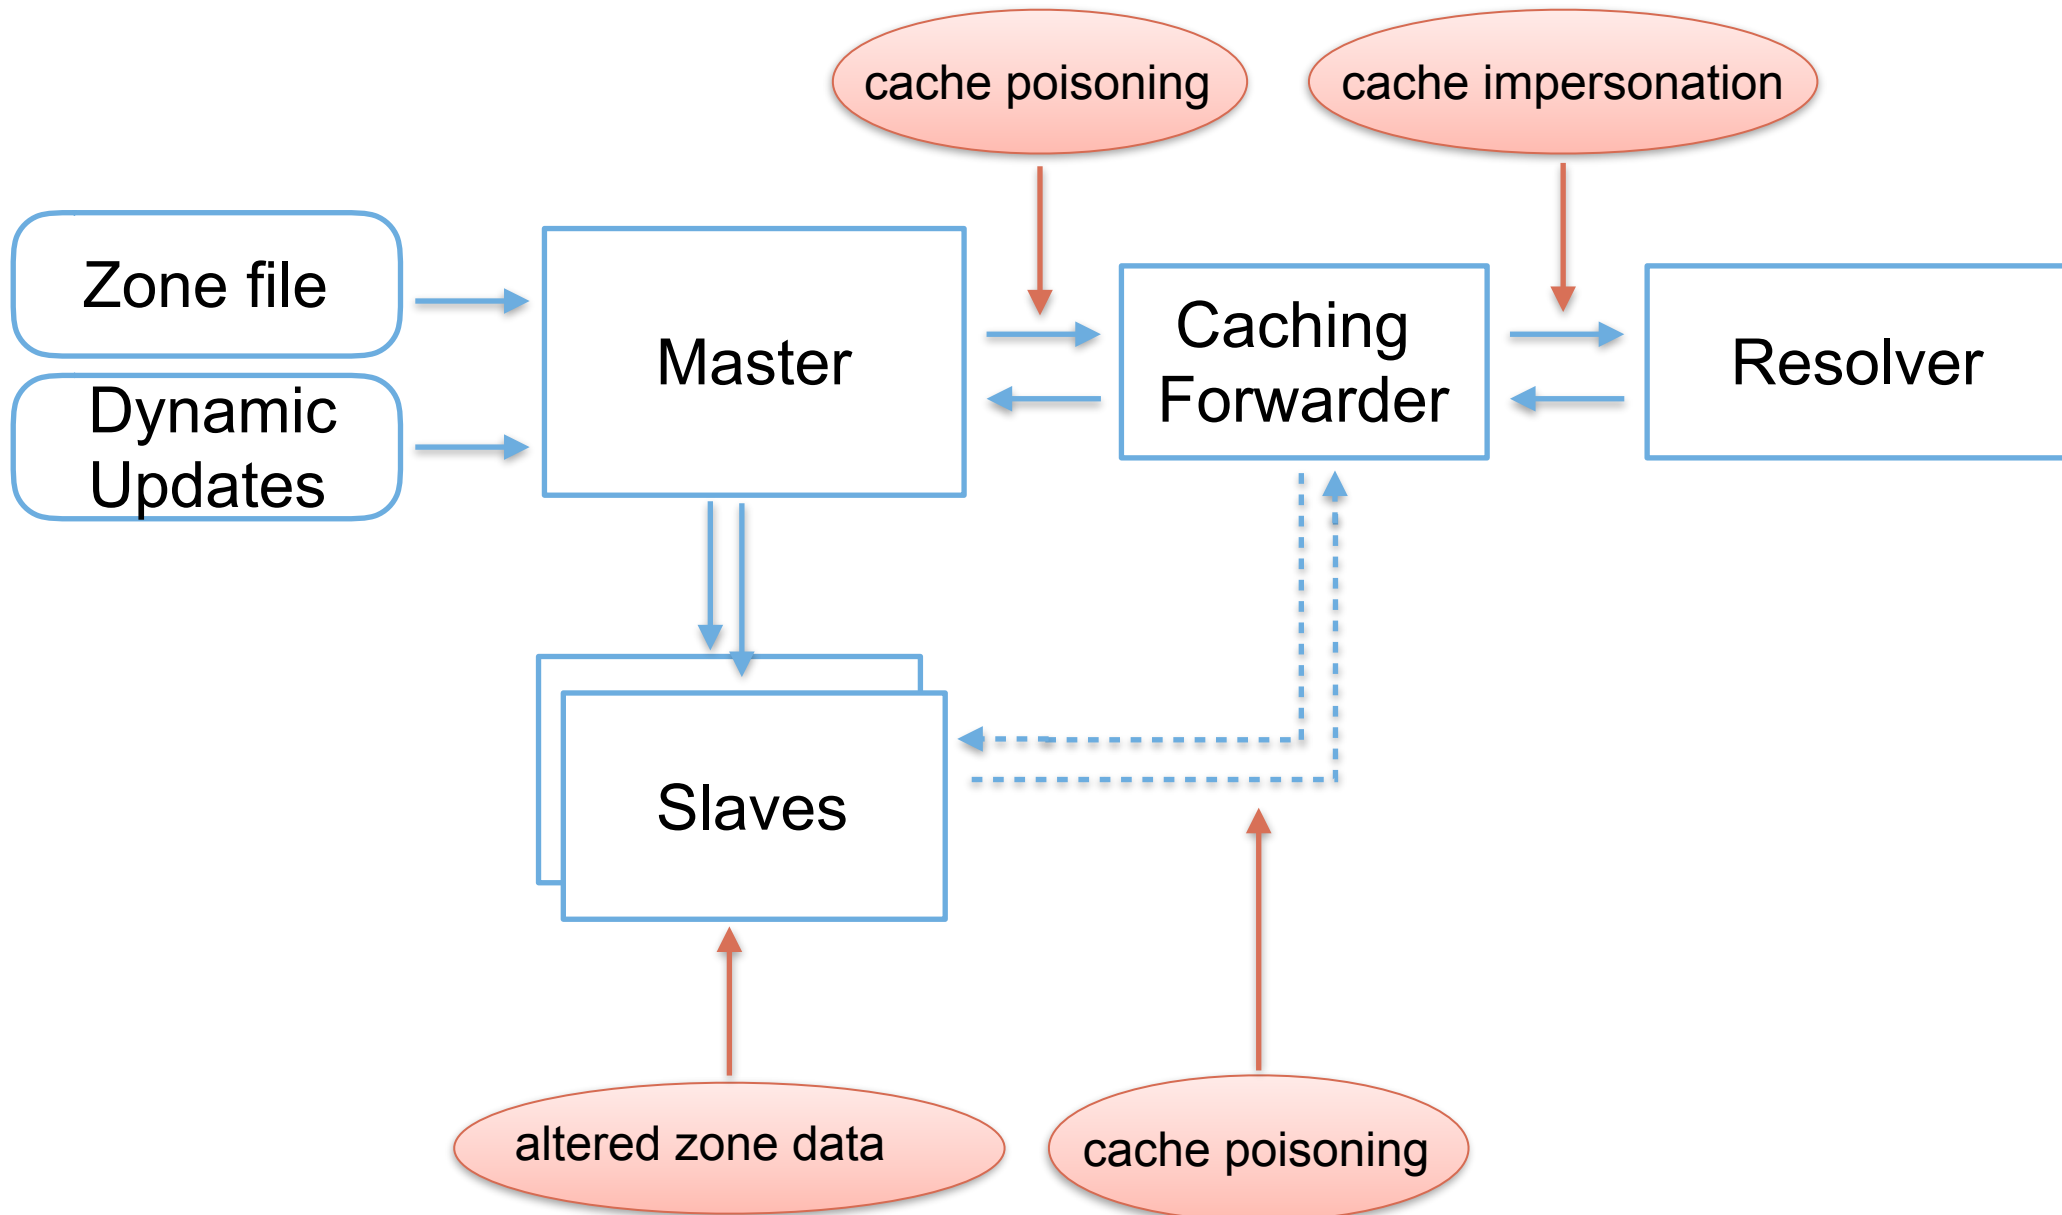 cache poisoning
cache impersonation
Zone file
Dynamic
Updates
Master
Caching
Forwarder
Resolver
Slaves
altered zone data
cache poisoning